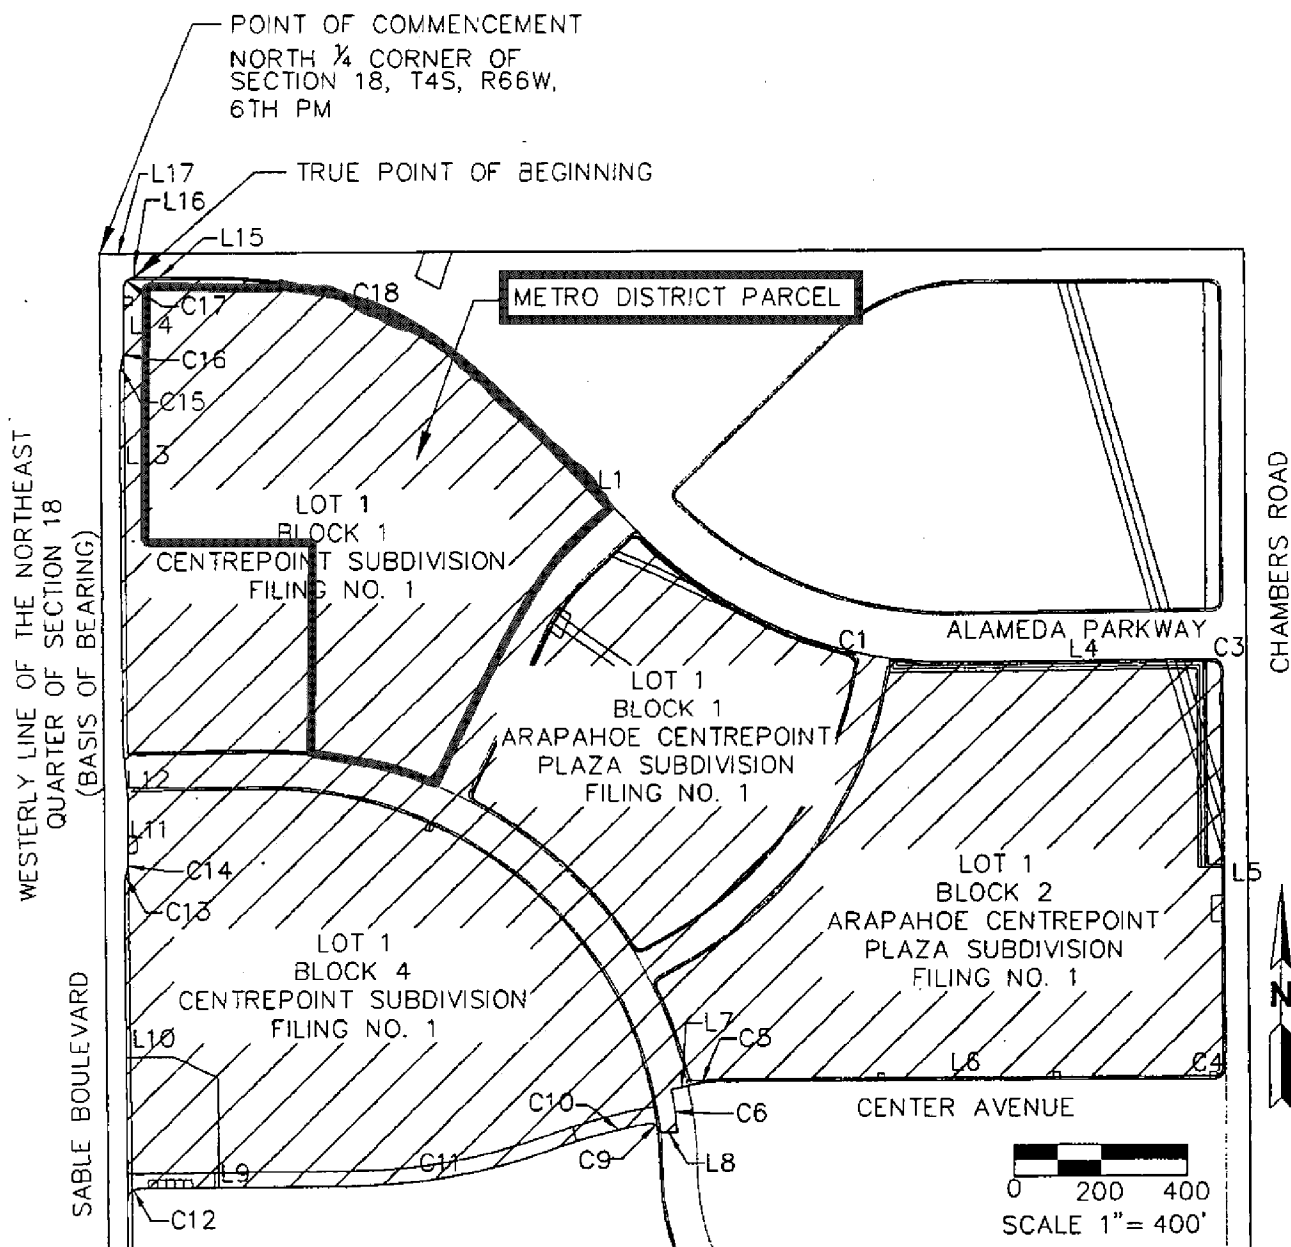 POINT OF COMMENCEMENT
NORTH ¼ CORNER OF
SECTION 18, T4S, R66W,
6TH PM
L17
TRUE POINT OF BEGINNING
L16
L15
C18
METRO DISTRICT PARCEL
C17
C16
C15
L1
LOT 1
BLOCK 1
CENTREPOINT SUBDIVISION
FILING NO. 1
WESTERLY LINE OF THE NORTHEAST
QUARTER OF SECTION 18
(BASIS OF BEARING)
CHAMBERS ROAD
ALAMEDA PARKWAY
C1
L4
C3
LOT 1
BLOCK 1
ARAPAHOE CENTREPOINT
PLAZA SUBDIVISION
FILING NO. 1
L12
L11
C14
C13
L5
LOT 1
BLOCK 2
ARAPAHOE CENTREPOINT
PLAZA SUBDIVISION
FILING NO. 1
LOT 1
BLOCK 4
CENTREPOINT SUBDIVISION
FILING NO. 1
SABLE BOULEVARD
N
L10
L7
C5
L6
C4
C10
C6
CENTER AVENUE
C9
L8
L9
C11
C12
0 200 400
SCALE 1"= 400'